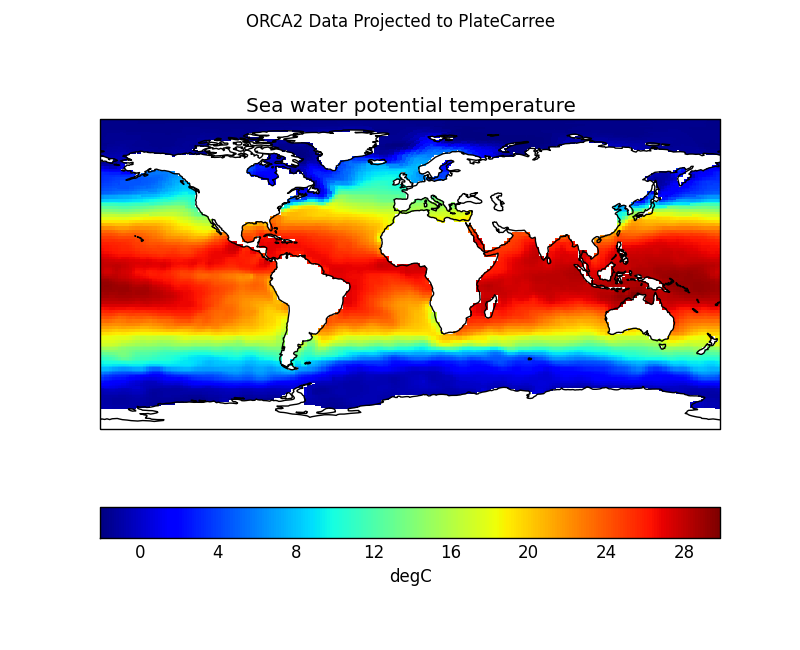 ORCA2 Data Projected to PlateCarree
Sea water potential temperature
0 4 8 12 16 20 24 28
degC